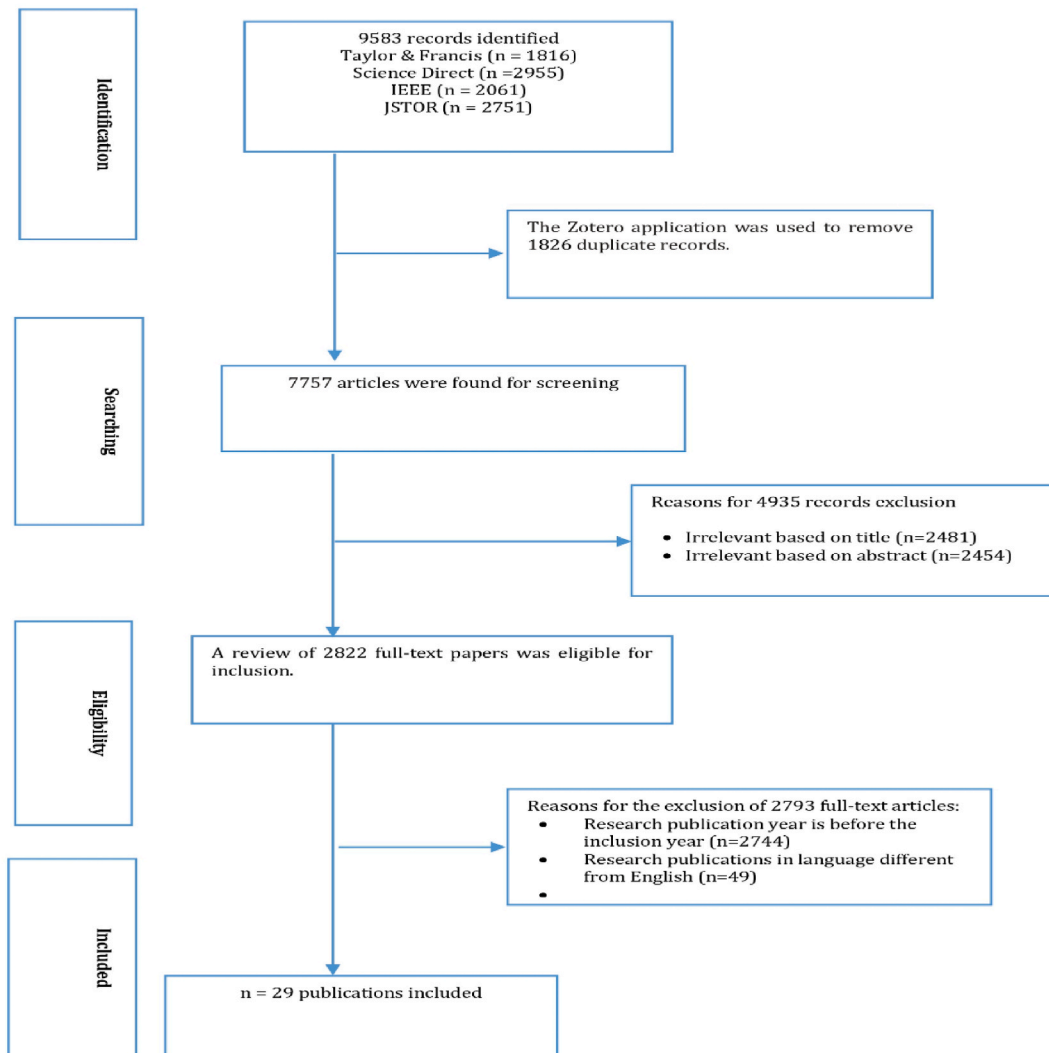 Identification
9583 records identified
Taylor & Francis (n = 1816)
Science Direct (n =2955)
IEEE (n = 2061)
JSTOR (n = 2751)
The Zotero application was used to remove
1826 duplicate records.
Searching
7757 articles were found for screening
Reasons for 4935 records exclusion
• Irrelevant based on title (n=2481)
• Irrelevant based on abstract (n=2454)
Eligibility
A review of 2822 full-text papers was eligible for
inclusion.
Reasons for the exclusion of 2793 full-text articles:
• Research publication year is before the
inclusion year (n=2744)
• Research publications in language different
from English (n=49)
•
Included
n = 29 publications included